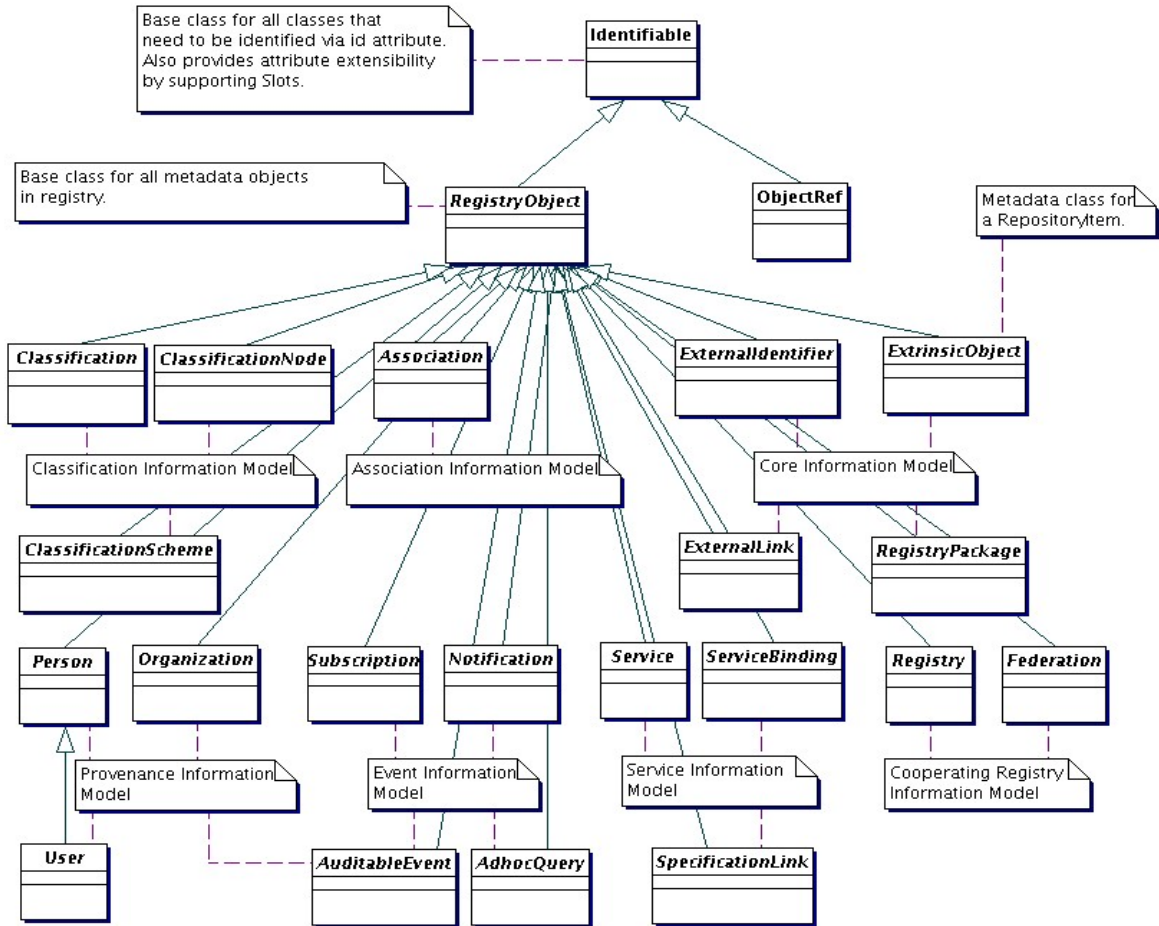 Base class for all classes that
need to be identified via id attribute.
Also provides attribute extensibility
by supporting Slots.
Identifiable
Base class for all metadata objects
in registry.
RegistryObject
ObjectRef
Metadata class for
a RepositoryItem.
Classification
ClassificationNode
Association
ExternalIdentifier
ExtrinsicObject
Classification Information Model
Association Information Model
Core Information Model
ClassificationScheme
ExternalLink
RegistryPackage
Person
Organization
Subscription
Notification
Service
ServiceBinding
Registry
Federation
Provenance Information
Model
Event Information
Model
Service Information
Model
Cooperating Registry
Information Model
User
AuditableEvent
AdhocQuery
SpecificationLink